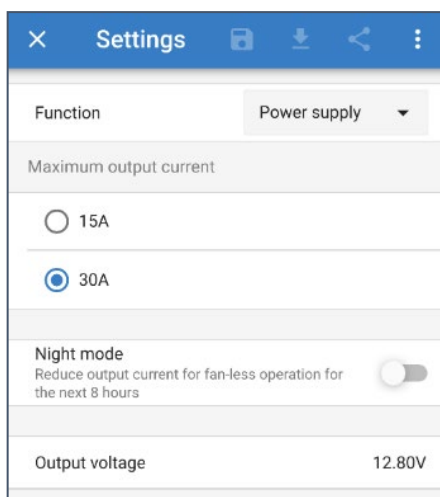 Settings
Function Power supply
Maximum output current
15A
30A
Night mode
Reduce output current for fan-less operation for
the next 8 hours
Output voltage 12.80V